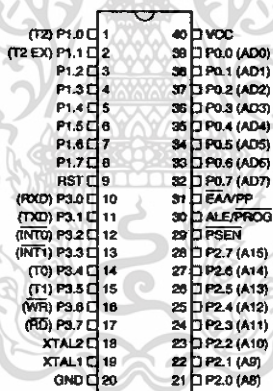 (T2) P1.0 1 40 VCC
(T2 EX) P1.1 2 39 P0.0 (AD0)
P1.2 3 38 P0.1 (AD1)
P1.3 4 37 P0.2 (AD2)
P1.4 5 36 P0.3 (AD3)
P1.5 6 35 P0.4 (AD4)
P1.6 7 34 P0.5 (AD5)
P1.7 8 33 P0.6 (AD6)
RST 9 32 P0.7 (AD7)
(RXD) P3.0 10 31 EA/VPP
(TXD) P3.1 11 30 ALE/PROG
(INT0) P3.2 12 29 PSEN
(INT1) P3.3 13 28 P2.7 (A15)
(T0) P3.4 14 27 P2.6 (A14)
(T1) P3.5 15 26 P2.5 (A13)
(WR) P3.6 16 25 P2.4 (A12)
(RD) P3.7 17 24 P2.3 (A11)
XTAL2 18 23 P2.2 (A10)
XTAL1 19 22 P2.1 (A9)
GND 20 21 P2.0 (A8)